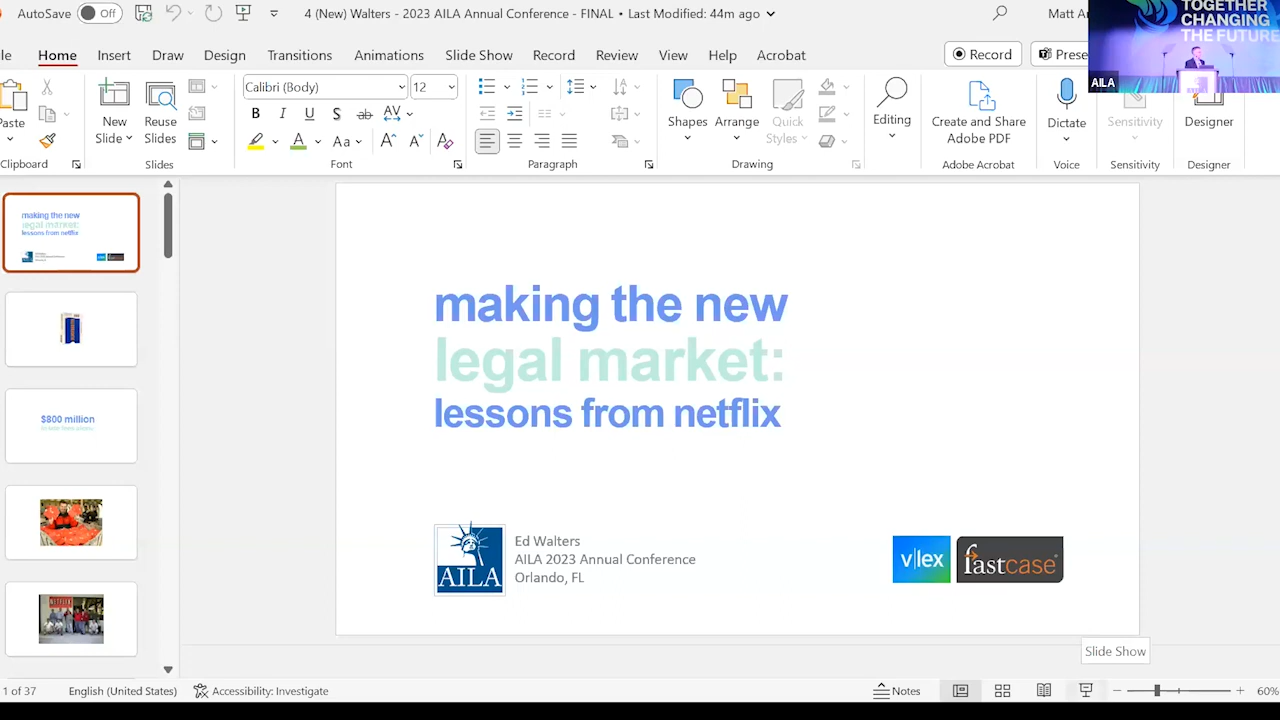 AutoSave
Off
4 (New) Walters - 2023 AILA Annual Conference - FINAL • Last Modified: 44m ago
Matt Ar
TOGETHER
CHANGING
THE FUTURE
AILA
le
Home
Insert
Draw
Design
Transitions
Animations
Slide Show
Record
Review
View
Help
Acrobat
Record
Prese
Paste
Clipboard
New
Slides
Reuse
Slides
Slides
Calibri (Body)
12
B I U S ab AV
A Aa A A A
Font
Paragraph
Shapes
Arrange
Quick
Styles
Drawing
Editing
Create and Share
Adobe PDF
Adobe Acrobat
Dictate
Voice
Sensitivity
Sensitivity
Designer
Designer
making the new
legal market:
lessons from netflix
$800 million
NETFLIX
making the new
legal market:
lessons from netflix
AILA
Ed Walters
AILA 2023 Annual Conference
Orlando, FL
v|lex
fastcase
Slide Show
1 of 37
English (United States)
Accessibility: Investigate
Notes
60%